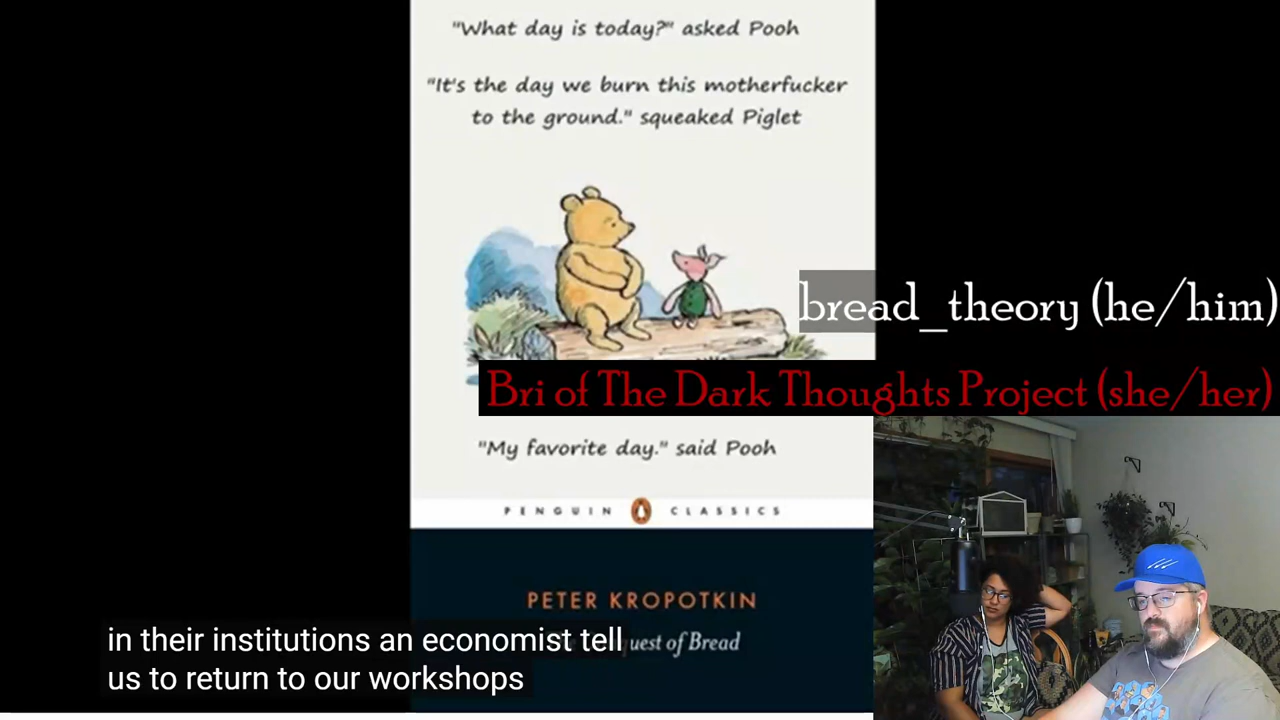 "What day is today?" asked Pooh
"It's the day we burn this motherfucker
to the ground." squeaked Piglet
bread_theory (he/him)
Bri of The Dark Thoughts Project (she/her)
"My favorite day." said Pooh
PENGUIN CLASSICS
PETER KROPOTKIN
of Bread
in their institutions an economist tell
us to return to our workshops